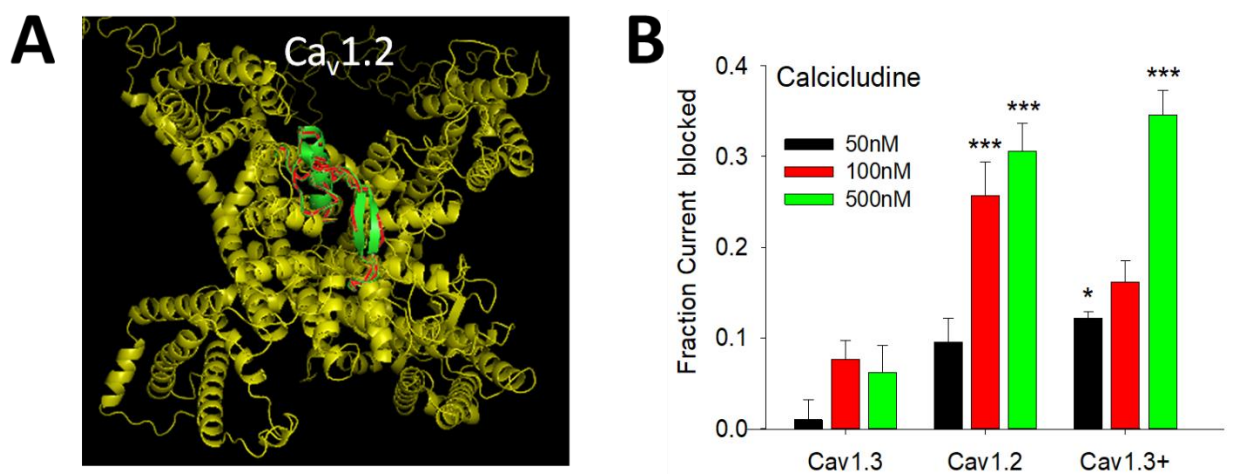 A
Cav1.2
B
Calcicludine
50nM
100nM
500nM
Fraction Current blocked
0.4
0.3
0.2
0.1
0.0
***
***
*
***
Cav1.3
Cav1.2
Cav1.3+